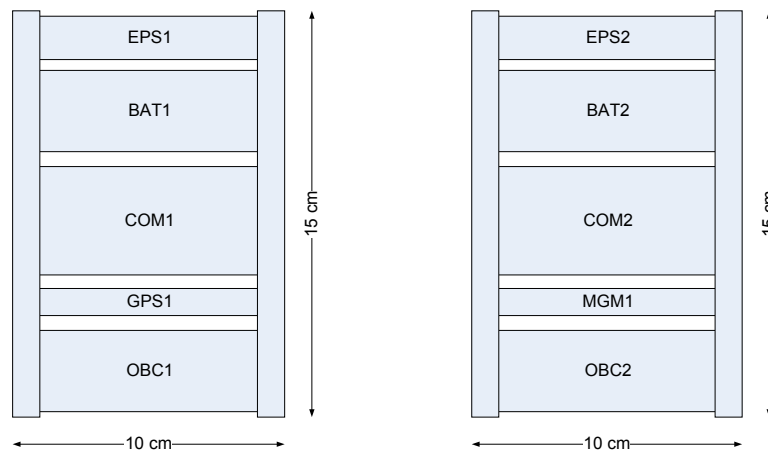 EPS1
BAT1
COM1
GPS1
OBC1
15 cm
10 cm
EPS2
BAT2
COM2
MGM1
OBC2
15 cm
10 cm